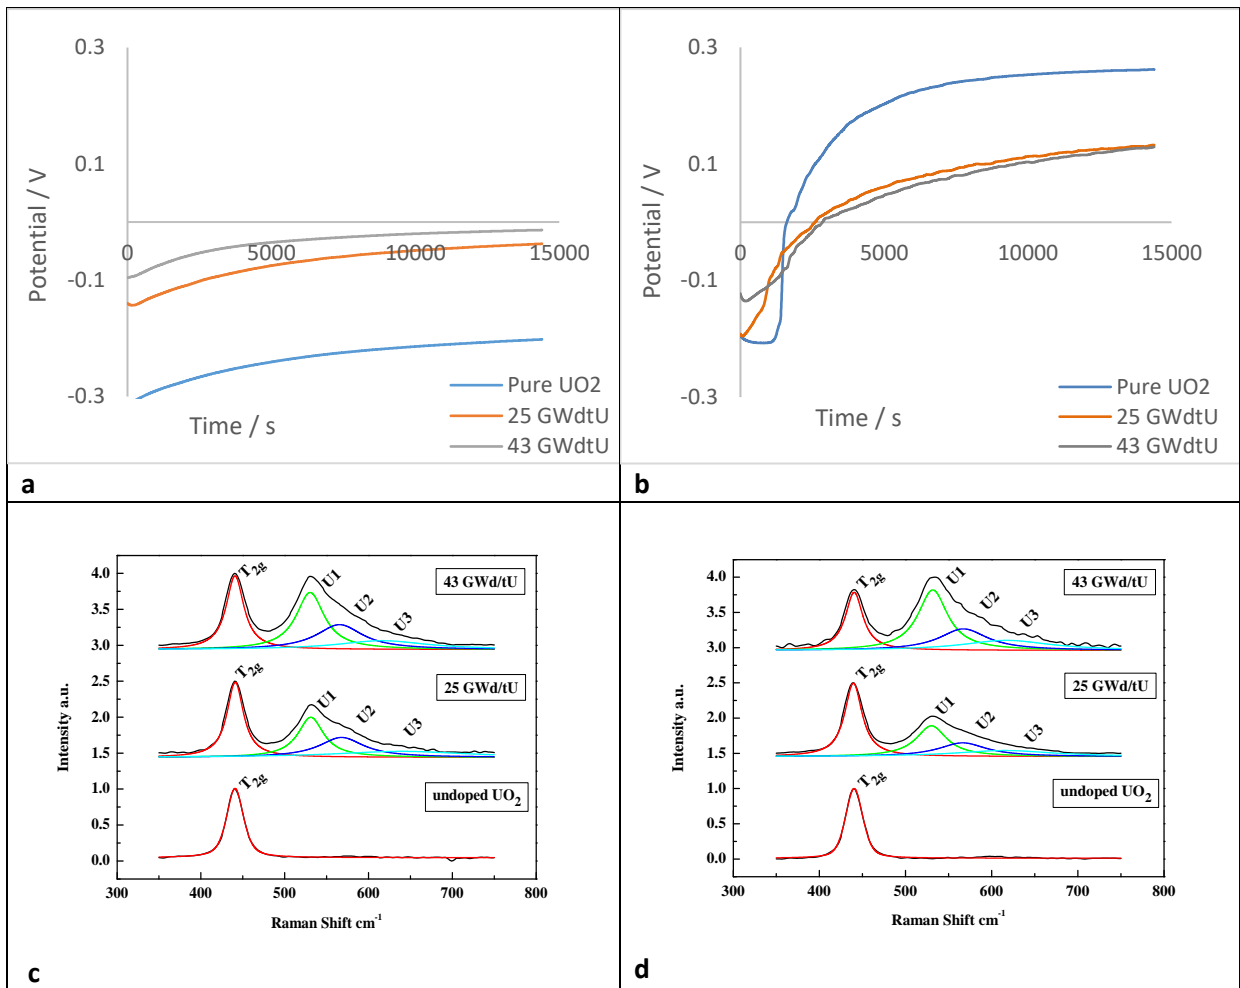 0.3
0.1
-0.1
-0.3
0
5000
10000
15000
Potential / V
Time / s
Pure UO2
25 GWdtU
43 GWdtU
a
0.3
0.1
-0.1
-0.3
0
5000
10000
15000
Potential / V
Time / s
Pure UO2
25 GWdtU
43 GWdtU
b
4.0
3.5
3.0
2.5
2.0
1.5
1.0
0.5
0.0
Intensity a.u.
T2g
U1
U2
U3
43 GWd/tU
T2g
U1
U2
U3
25 GWd/tU
T2g
undoped UO2
300 400 500 600 700 800
Raman Shift cm-1
c
4.0
3.5
3.0
2.5
2.0
1.5
1.0
0.5
0.0
Intensity a.u.
T2g
U1
U2
U3
43 GWd/tU
T2g
U1
U2
U3
25 GWd/tU
T2g
undoped UO2
300 400 500 600 700 800
Raman Shift cm-1
d